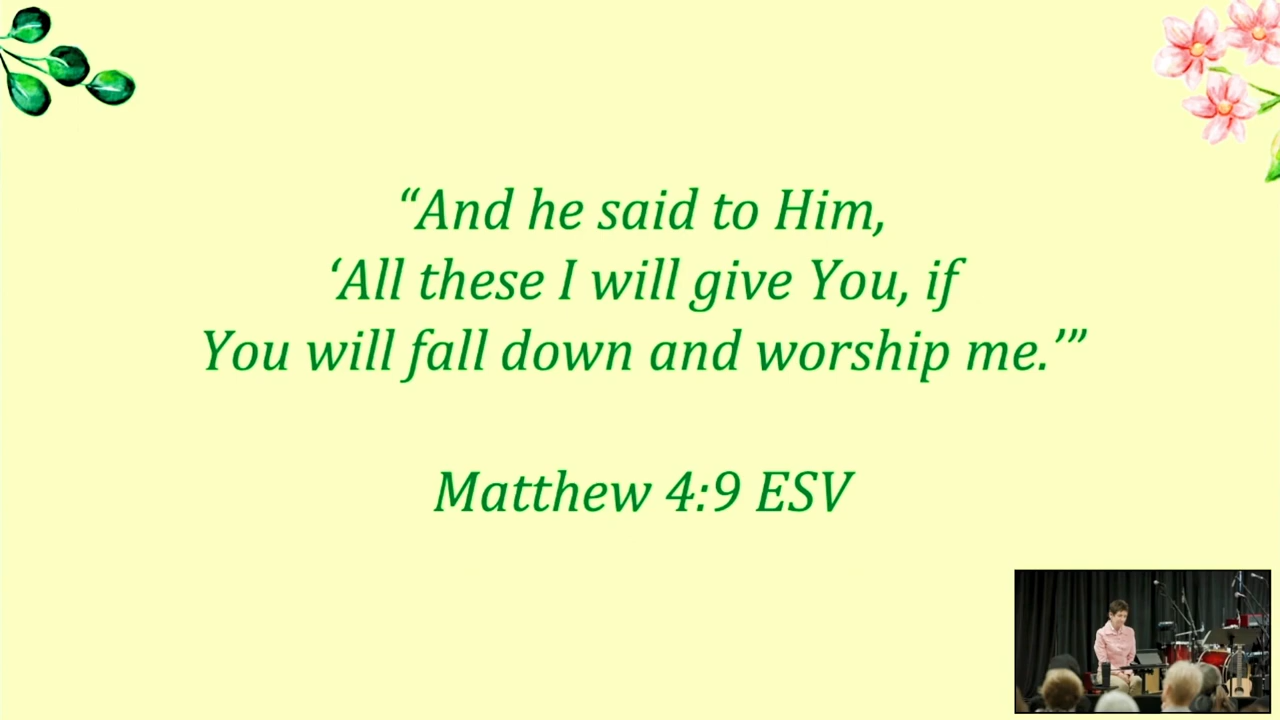 “And he said to Him,
‘All these I will give You, if
You will fall down and worship me.’”
Matthew 4:9 ESV